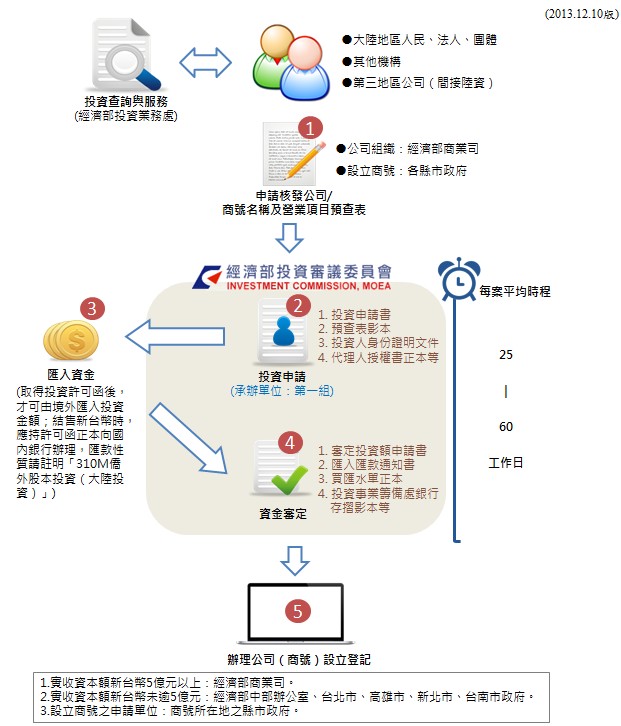 (2013.12.10版)
●大陸地區人民、法人、團體
●其他機構
●第三地區公司（間接陸資）
投資查詢與服務
(經濟部投資業務處)
1
●公司組織：經濟部商業司
●設立商號：各縣市政府
申請核發公司/
商號名稱及營業項目預查表
經濟部投資審議委員會
INVESTMENT COMMISSION, MOEA
每案平均時程
25
|
60
工作日
2
1. 投資申請書
2. 預查表影本
3. 投資人身份證明文件
4. 代理人授權書正本等
投資申請
(承辦單位：第一組)
3
$
匯入資金
(取得投資許可函後，
才可由境外匯入投資
金額；結售新台幣時，
應持許可函正本向國
內銀行辦理，匯款性
質請註明「310M僑
外股本投資（大陸投
資）」)
4
1. 審定投資額申請書
2. 匯入匯款通知書
3. 買匯水單正本
4. 投資事業籌備處銀行
存摺影本等
資金審定
5
辦理公司（商號）設立登記
1.實收資本額新台幣5億元以上：經濟部商業司。
2.實收資本額新台幣未逾5億元：經濟部中部辦公室、台北市、高雄市、新北市、台南市政府。
3.設立商號之申請單位：商號所在地之縣市政府。